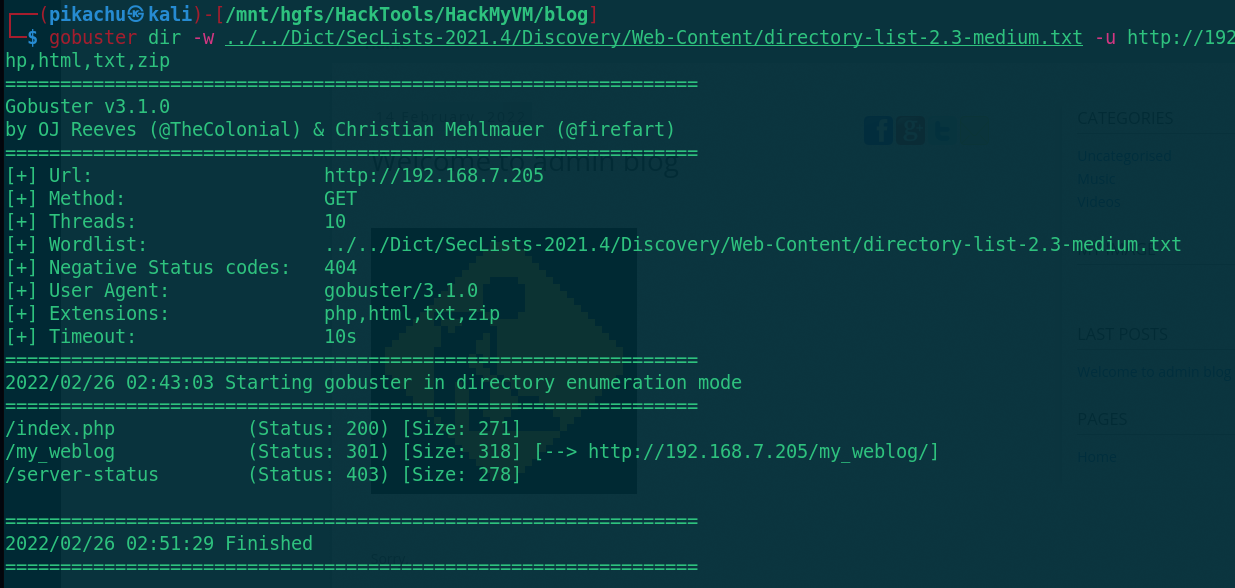 ┌──(pikachu㉿kali)-[/mnt/hgfs/HackTools/HackMyVM/blog]
└─$ gobuster dir -w ../../Dict/SecLists-2021.4/Discovery/Web-Content/directory-list-2.3-medium.txt -u http://192
hp,html,txt,zip
===============================================================
Gobuster v3.1.0
by OJ Reeves (@TheColonial) & Christian Mehlmauer (@firefart)
===============================================================
[+] Url:                     http://192.168.7.205
[+] Method:                  GET
[+] Threads:                 10
[+] Wordlist:                ../../Dict/SecLists-2021.4/Discovery/Web-Content/directory-list-2.3-medium.txt
[+] Negative Status codes:   404
[+] User Agent:              gobuster/3.1.0
[+] Extensions:              php,html,txt,zip
[+] Timeout:                 10s
===============================================================
2022/02/26 02:43:03 Starting gobuster in directory enumeration mode
===============================================================
/index.php            (Status: 200) [Size: 271]
/my_weblog            (Status: 301) [Size: 318] [--> http://192.168.7.205/my_weblog/]
/server-status        (Status: 403) [Size: 278]
===============================================================
2022/02/26 02:51:29 Finished
===============================================================
Welcome to admin blog
CATEGORIES
Uncategorised
Music
Videos
LAST POSTS
Welcome to admin blog
PAGES
Home